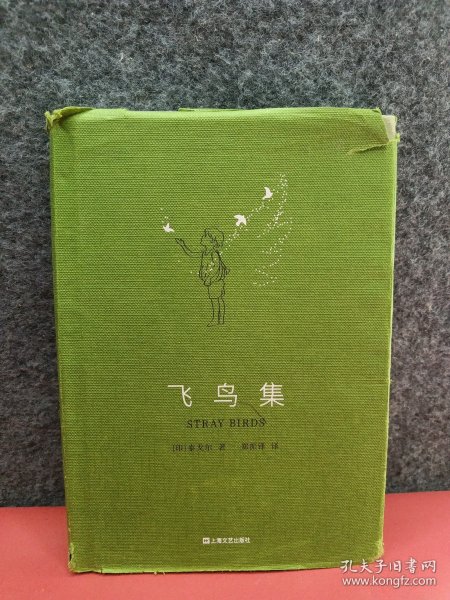 飞鸟集
STRAY BIRDS
[印]泰戈尔 著 郑振铎 译
上海文艺出版社
孔夫子旧书网
www.kongfz.com